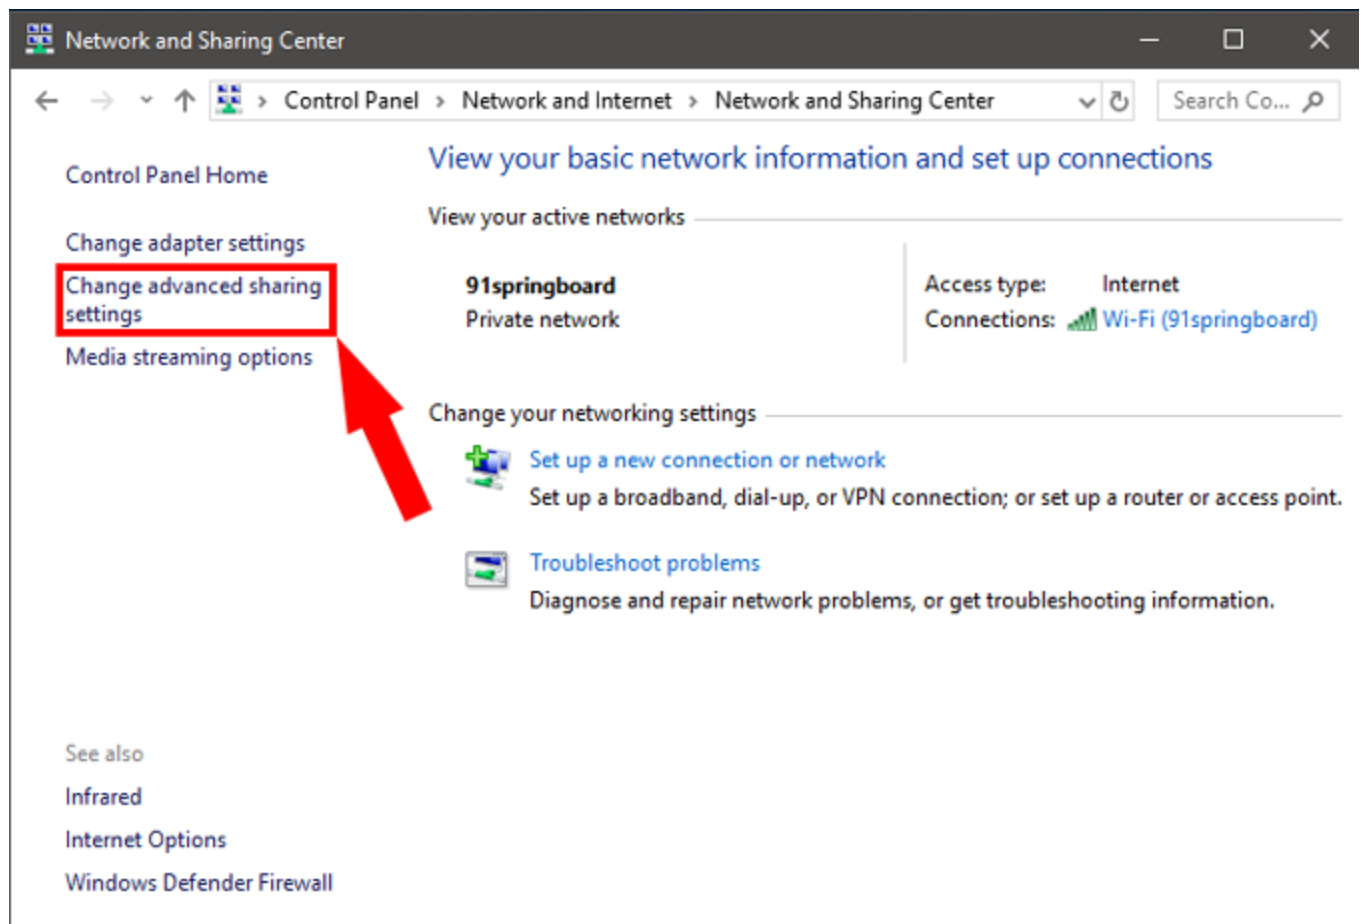 Network and Sharing Center
Control Panel > Network and Internet > Network and Sharing Center
Search Co...
Control Panel Home
Change adapter settings
Change advanced sharing
settings
Media streaming options
View your basic network information and set up connections
View your active networks
91springboard
Private network
Access type: Internet
Connections: Wi-Fi (91springboard)
Change your networking settings
Set up a new connection or network
Set up a broadband, dial-up, or VPN connection; or set up a router or access point.
Troubleshoot problems
Diagnose and repair network problems, or get troubleshooting information.
See also
Infrared
Internet Options
Windows Defender Firewall